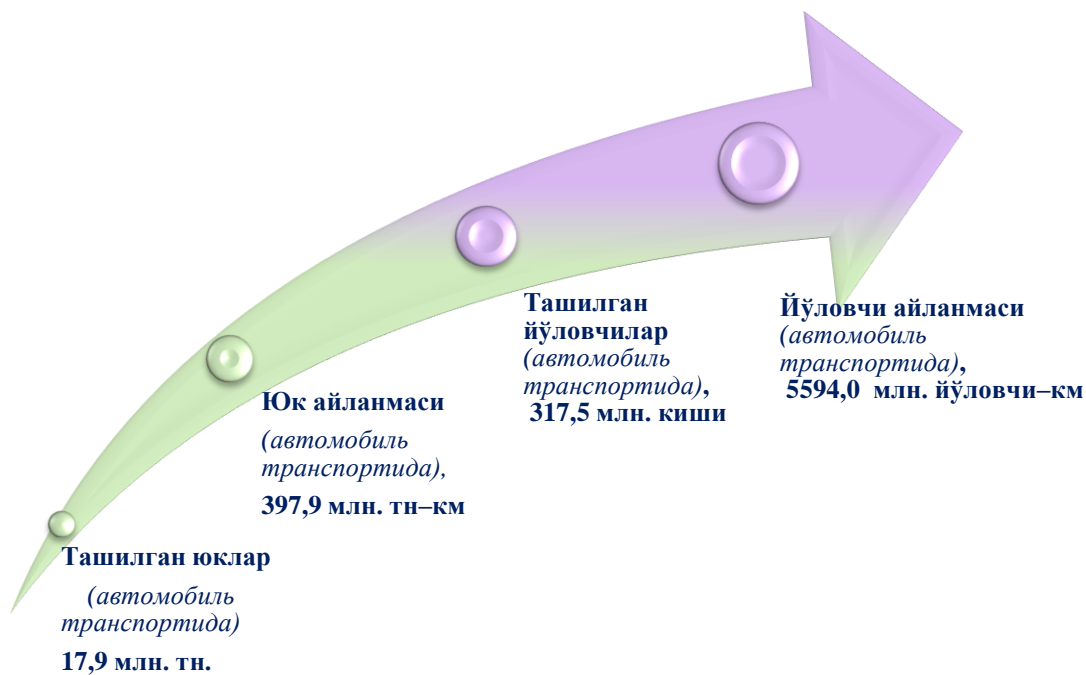 Ташилган юклар
(автомобиль
транспортида)
17,9 млн. тн.
Юк айланмаси
(автомобиль
транспортида),
397,9 млн. тн–км
Ташилган
йўловчилар
(автомобиль
транспортида),
317,5 млн. киши
Йўловчи айланмаси
(автомобиль
транспортида),
5594,0 млн. йўловчи–км